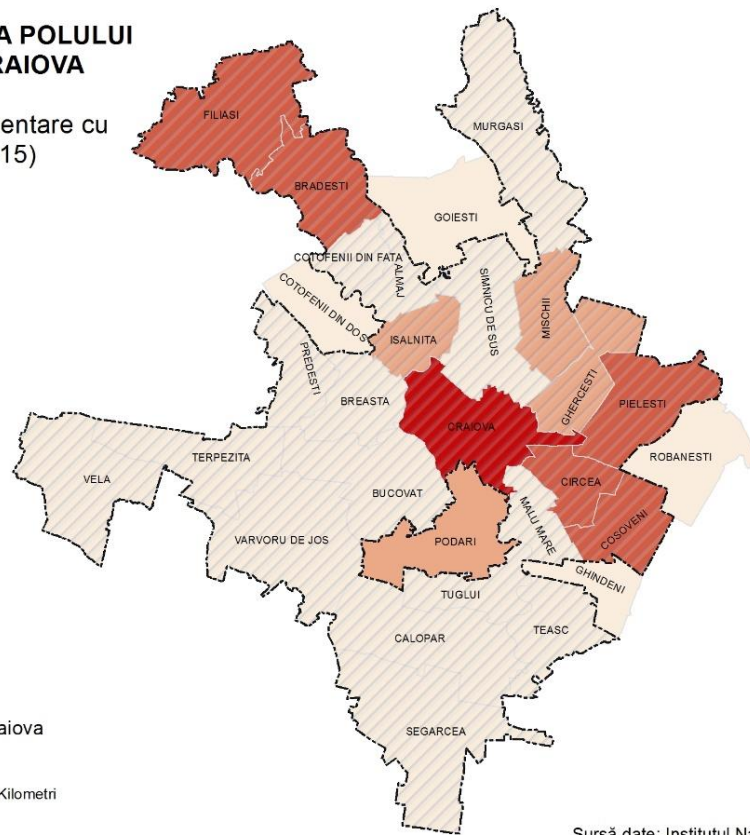 A POLULUI
RAIOVA
entare cu
15)
FILIASI
MURGASI
BRADESTI
GOIESTI
COTOFENII DIN FATA
ALMAJ
SIMNICU DE SUS
COTOFENII DIN DOS
MISCHII
ISALNITA
PREDESTI
GHERCESTI
BREASTA
PIELESTI
CRAIOVA
TERPEZITA
ROBANESTI
VELA
CIRCEA
BUCOVAT
MALU MARE
COSOVENI
VARVORU DE JOS
PODARI
GHINDENI
TUGLUI
TEASC
CALOPAR
SEGARCEA
aiova
Kilometri
Sursă date: Institutul Na